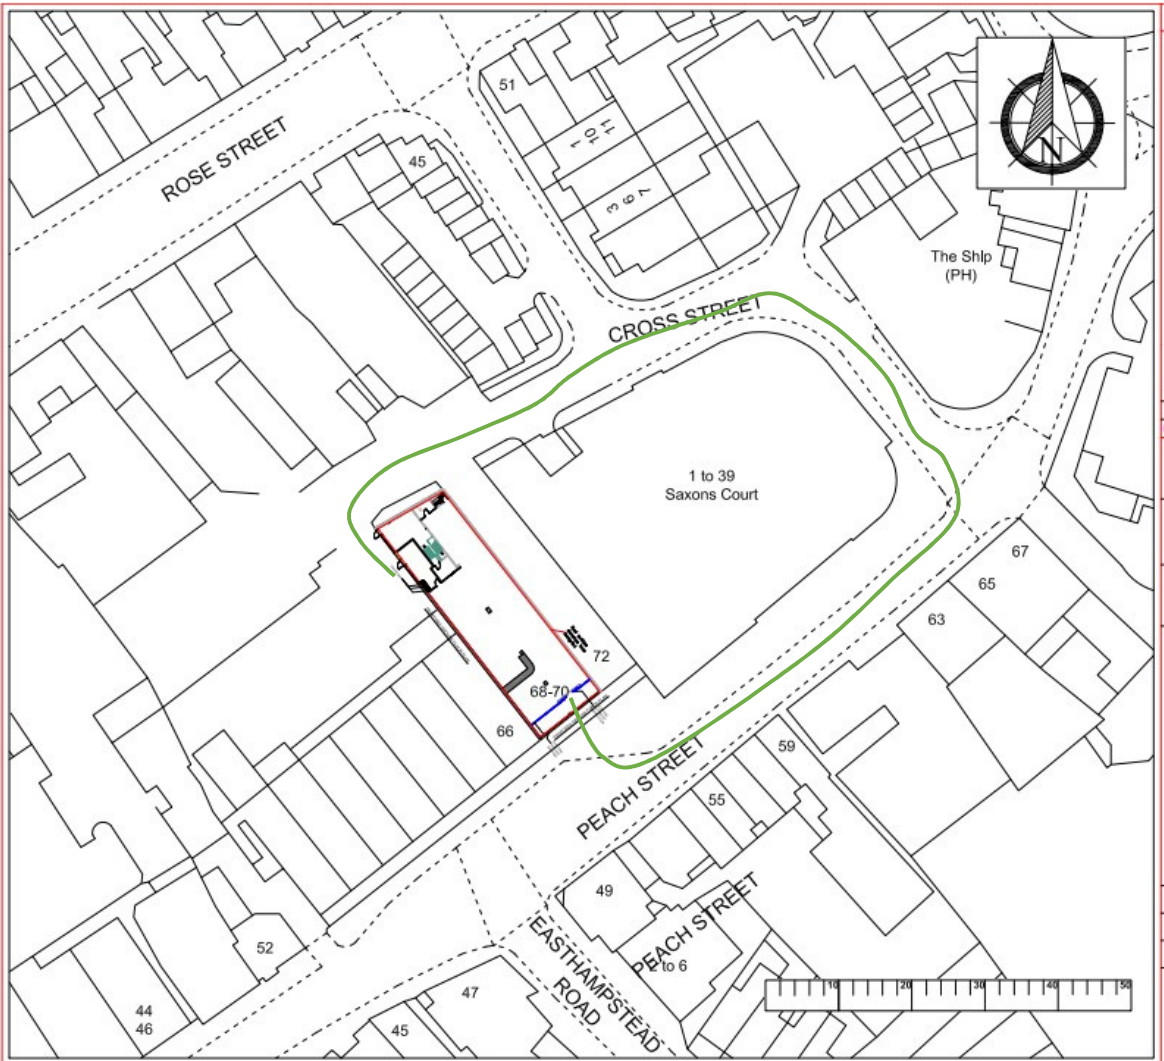 ROSE STREET
51
10
11
45
3
6
7
N
The Ship
(PH)
CROSS STREET
1 to 39
Saxons Court
67
65
63
72
68-70
66
59
PEACH STREET
55
49
PEACH STREET
2 to 6
EASTHAMPSTEAD
ROAD
52
47
45
44
46
10
20
30
40
50